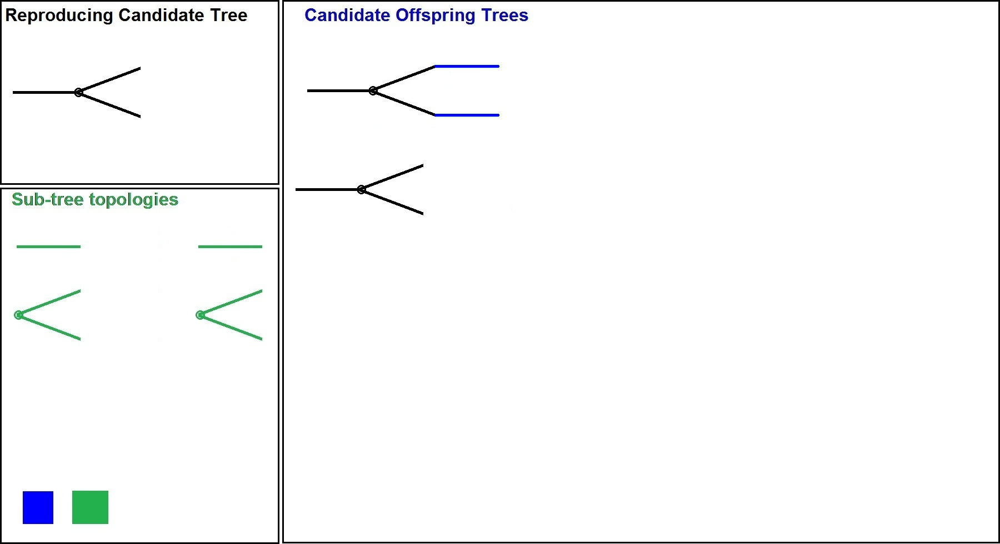 Reproducing Candidate Tree
Candidate Offspring Trees
Sub-tree topologies